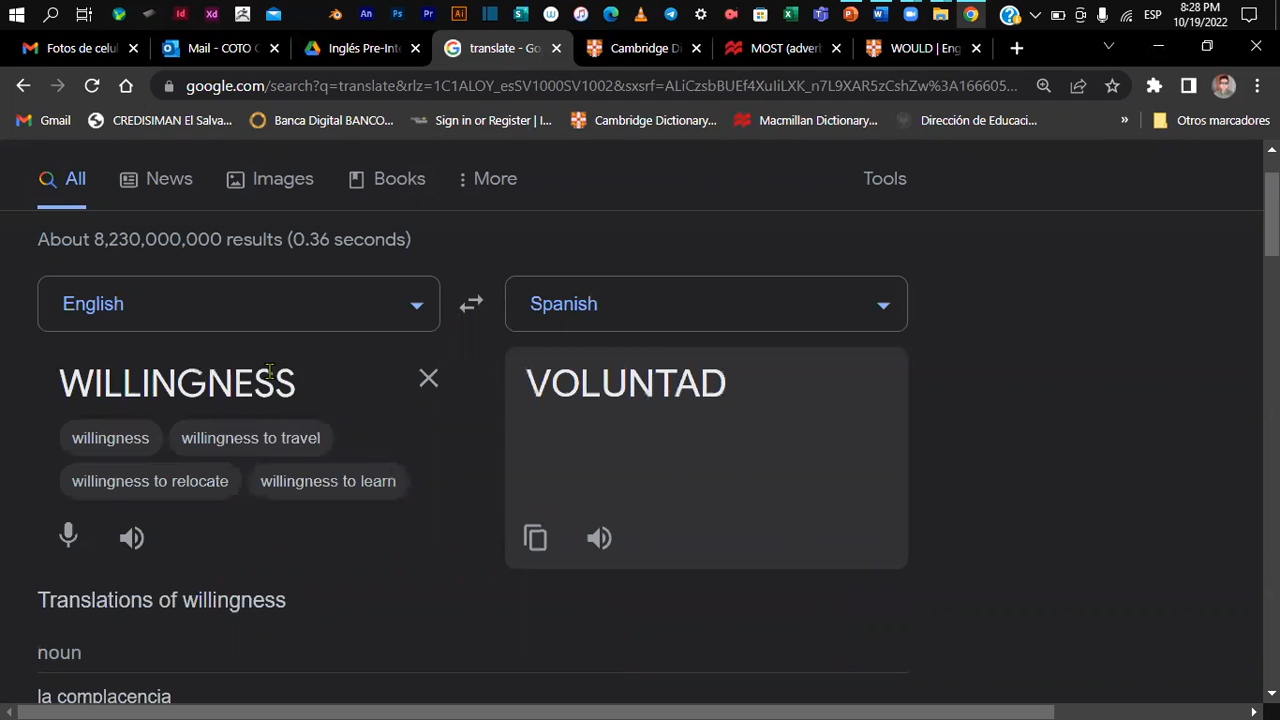 8:28 PM
ESP
10/19/2022
Fotos de celul
Mail - COTO C
Inglés Pre-Inte
translate - Go
Cambridge Di
MOST (advert
WOULD | Eng
google.com/search?q=translate&rlz=1C1ALOY_esSV1000SV1002&sxsrf=ALiCzsbBUEf4XuIiLXK_n7L9XAR5zCshZw%3A166605...
Gmail
CREDISIMAN El Salva...
Banca Digital BANCO...
Sign in or Register | I...
Cambridge Dictionary...
Macmillan Dictionary...
Dirección de Educaci...
»
Otros marcadores
All
News
Images
Books
More
Tools
About 8,230,000,000 results (0.36 seconds)
English
Spanish
WILLINGNESS
VOLUNTAD
willingness
willingness to travel
willingness to relocate
willingness to learn
Translations of willingness
noun
la complacencia